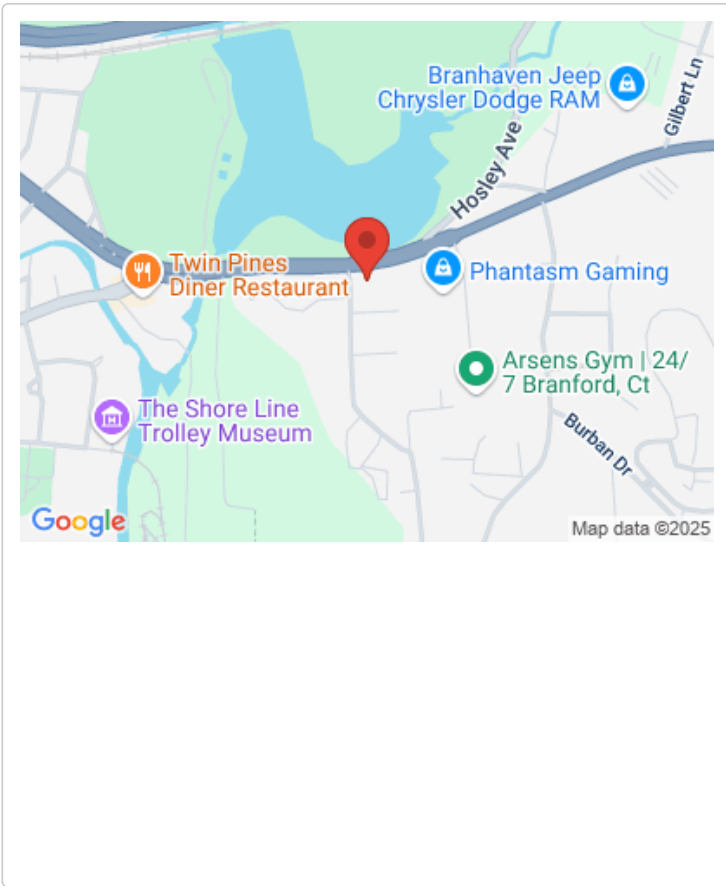 Branhaven Jeep
Chrysler Dodge RAM
Gilbert Ln
Hosley Ave
Twin Pines
Diner Restaurant
Phantasm Gaming
Arsens Gym | 24/
7 Branford, Ct
The Shore Line
Trolley Museum
Burban Dr
Google
Map data ©2025